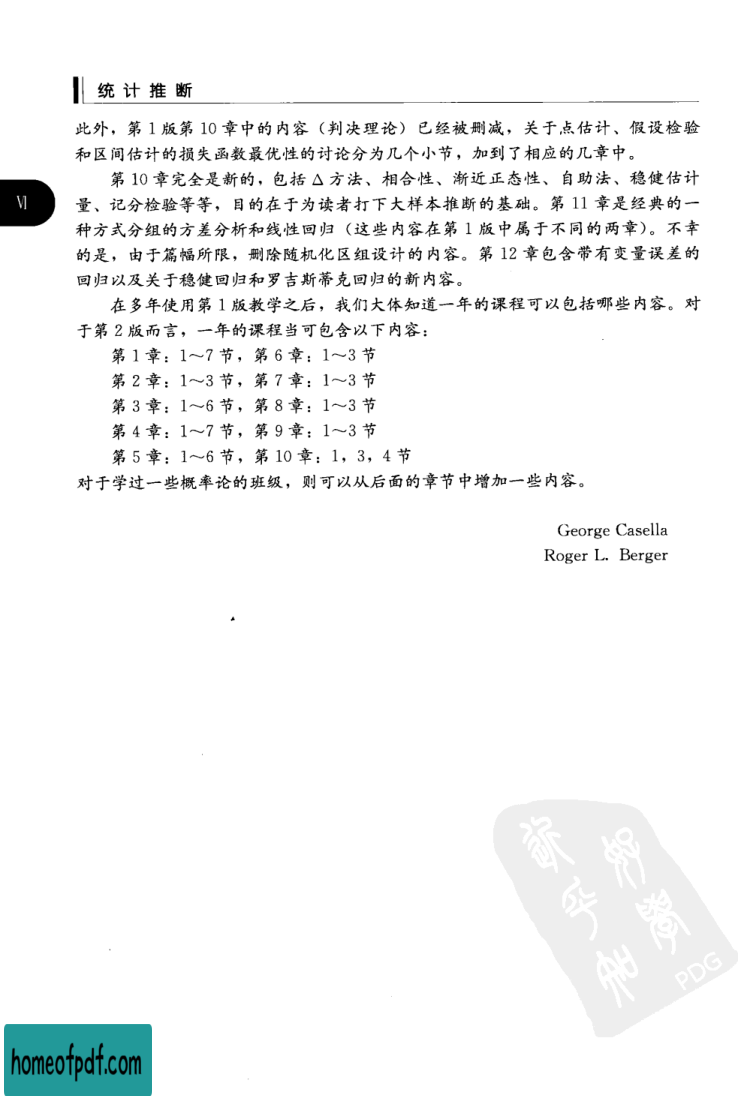 统计推断
此外，第1版第10章中的内容（判决理论）已经被删减，关于点估计、假设检验
和区间估计的损失函数最优性的讨论分为几个小节，加到了相应的几章中。
第10章完全是新的，包括Δ方法、相合性、渐近正态性、自助法、稳健估计
Ⅵ
量、记分检验等等，目的在于为读者打下大样本推断的基础。第11章是经典的一
种方式分组的方差分析和线性回归（这些内容在第1版中属于不同的两章）。不幸
的是，由于篇幅所限，删除随机化区组设计的内容。第12章包含带有变量误差的
回归以及关于稳健回归和罗吉斯蒂克回归的新内容。
在多年使用第1版教学之后，我们大体知道一年的课程可以包括哪些内容。对
于第2版而言，一年的课程当可包含以下内容：
第1章：1～7节，第6章：1～3节
第2章：1～3节，第7章：1～3节
第3章：1～6节，第8章：1～3节
第4章：1～7节，第9章：1～3节
第5章：1～6节，第10章：1，3，4节
对于学过一些概率论的班级，则可以从后面的章节中增加一些内容。
George Casella
Roger L. Berger
PDG
homeofpdf.com